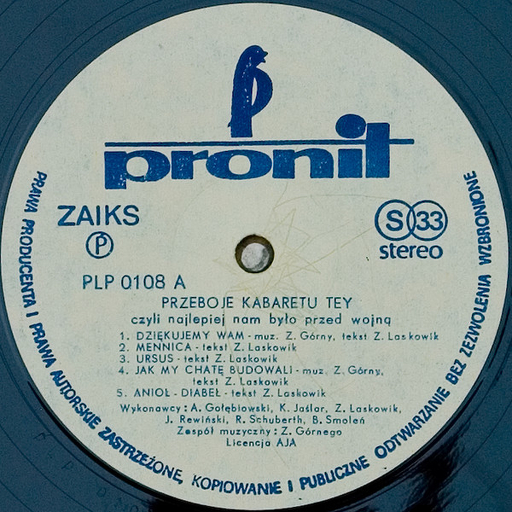 pronit
ZAIKS
P
S 33
stereo
PLP 0108 A
PRZEBOJE KABARETU TEY
czyli najlepiej nam było przed wojną
1. DZIĘKUJEMY WAM - muz. Z. Górny, tekst Z. Laskowik
2. MENNICA - tekst Z. Laskowik
3. URSUS - tekst Z. Laskowik
4. JAK MY CHATĘ BUDOWALI - muz. Z. Górny,
tekst Z. Laskowik
5. ANIOŁ - DIABEŁ - tekst Z. Laskowik
Wykonawcy: A. Gołębiowski, K. Jaślar, Z. Laskowik,
J. Rewiński, R. Schuberth, B. Smoleń
Zespół muzyczny: Z. Górnego
Licencja AJA
PRAWA PRODUCENTA I PRAWA AUTORSKIE ZASTRZEŻONE, KOPIOWANIE I PUBLICZNE ODTWARZANIE BEZ ZEZWOLENIA WZBRONIONE